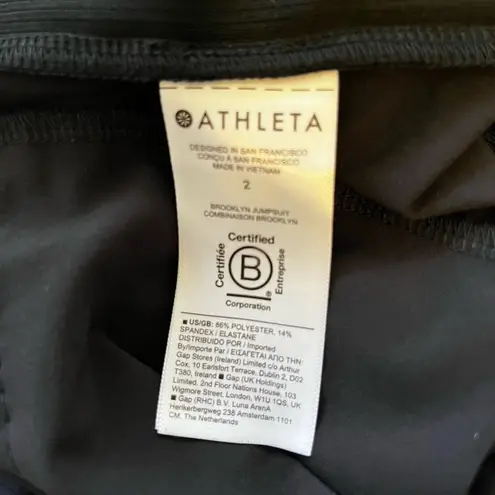 ATHLETA
DESIGNED IN SAN FRANCISCO
CONÇU À SAN FRANCISCO
MADE IN VIETNAM
2
BROOKLYN JUMPSUIT
COMBINAISON BROOKLYN
Certified
Certifiée
B
Entreprise
®
Corporation
■ US/GB: 86% POLYESTER, 14%
SPANDEX / ELASTANE
DISTRIBUIDO POR / Imported
By/Importe Par / ΕΙΣΑΓΕΤΑΙ ΑΠΟ ΤΗΝ-
Gap Stores (Ireland) Limited c/o Arthur
Cox, 10 Earlsfort Terrace, Dublin 2, D02
T380, Ireland ■ Gap (UK Holdings)
Limited, 2nd Floor Nations House, 103
Wigmore Street, London, W1U 1QS, UK
■ Gap (RHC) B.V. Luna ArenA
Herikerbergweg 238 Amsterdam 1101
CM. The Netherlands